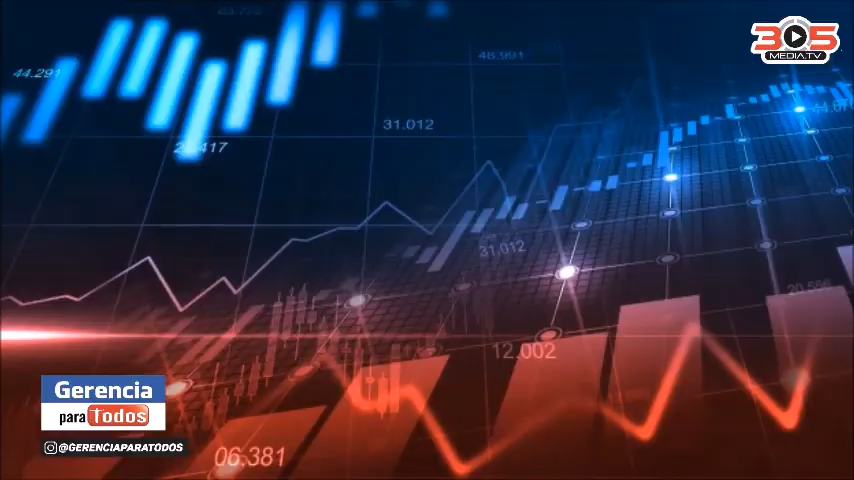 305
MEDIA.TV
48.991
44.291
31.012
31.012
12.002
Gerencia
para Todos
@GERENCIAPARATODOS
06.381